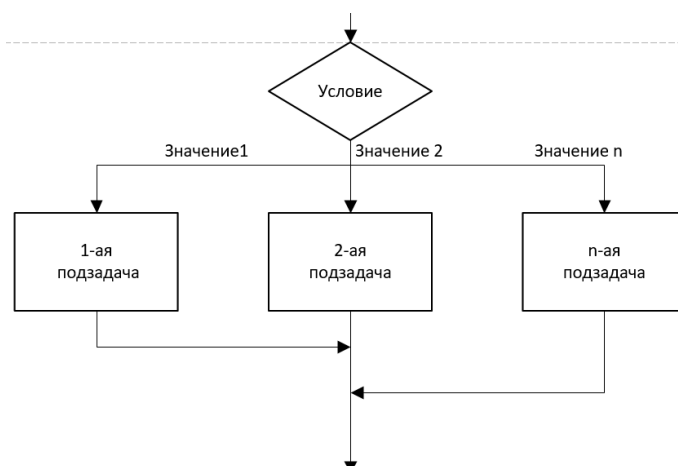 Условие
Значение1
Значение 2
Значение n
1-ая
подзадача
2-ая
подзадача
n-ая
подзадача